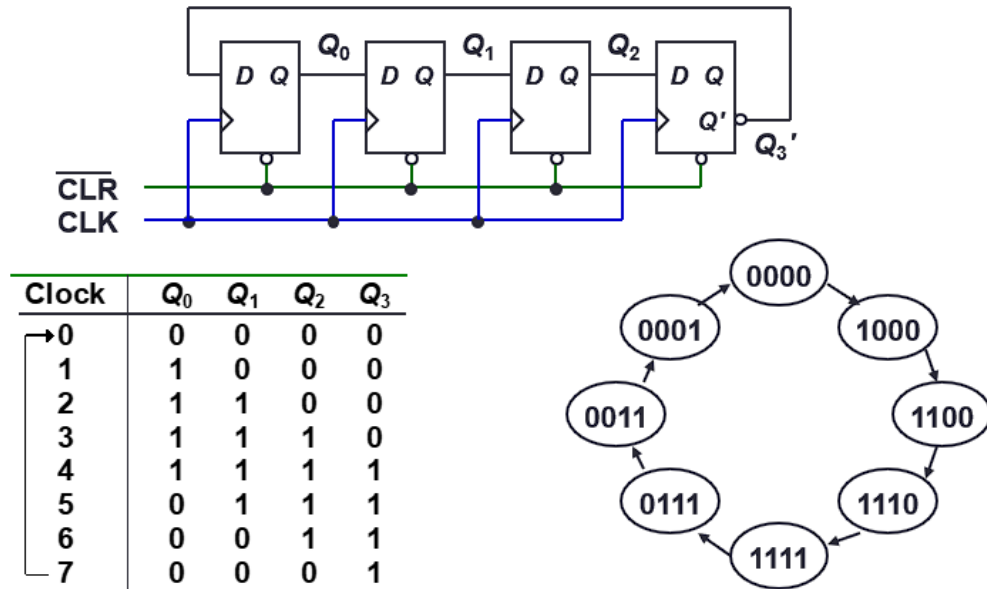 Q₀ Q₁ Q₂
D Q D Q D Q D Q
Q'
Q₃'
CLR
CLK
Clock Q₀ Q₁ Q₂ Q₃
0 0 0 0 0
1 1 0 0 0
2 1 1 0 0
3 1 1 1 0
4 1 1 1 1
5 0 1 1 1
6 0 0 1 1
7 0 0 0 1
0000
0001 1000
0011 1100
0111 1110
1111